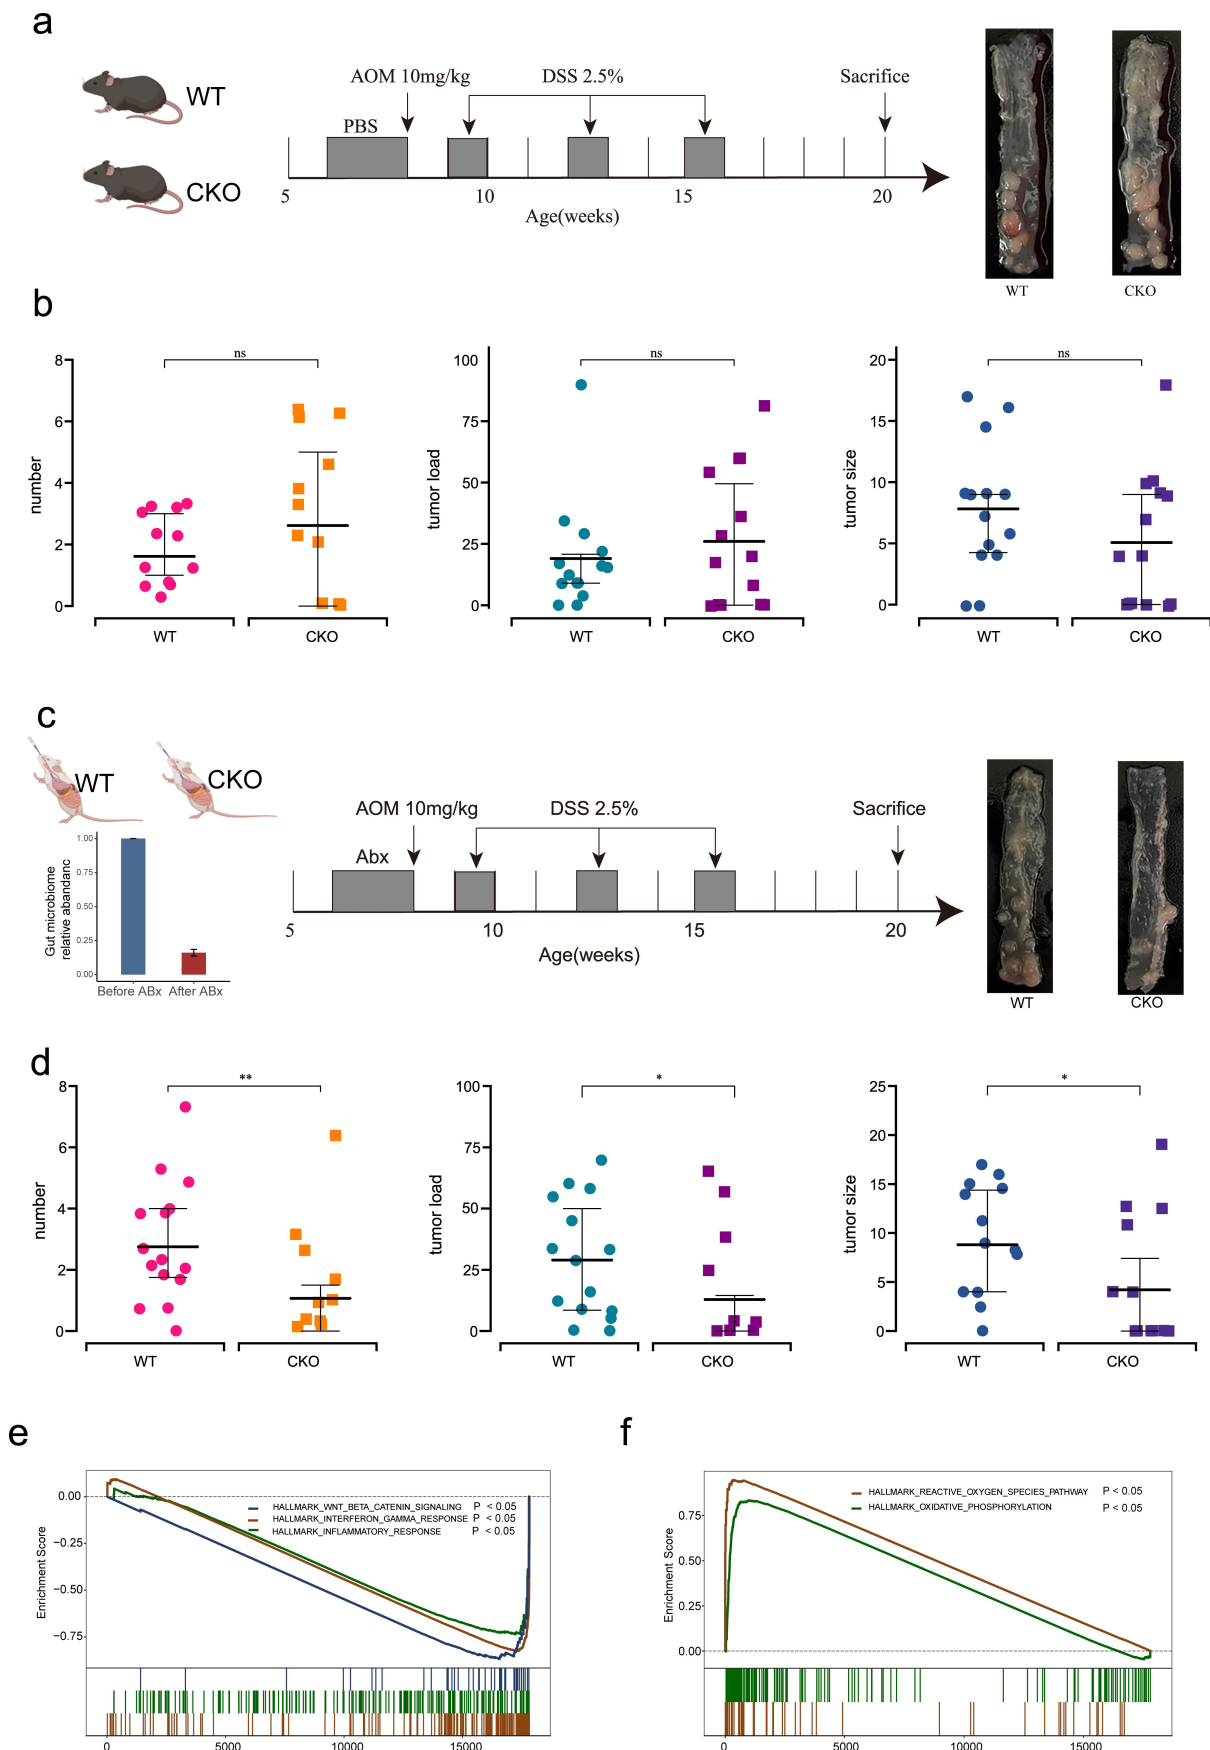 a
WT
CKO
AOM 10mg/kg
DSS 2.5%
Sacrifice
PBS
5
10
15
20
Age(weeks)
WT
CKO
b
number
8
6
4
2
0
ns
WT
CKO
tumor load
100
75
50
25
0
ns
WT
CKO
tumor size
20
15
10
5
0
ns
WT
CKO
c
WT
CKO
Gut microbiome
relative abundanc
1.00
0.75
0.50
0.25
0.00
Before ABx
After ABx
AOM 10mg/kg
DSS 2.5%
Sacrifice
Abx
5
10
15
20
Age(weeks)
WT
CKO
d
number
8
6
4
2
0
**
WT
CKO
tumor load
100
75
50
25
0
*
WT
CKO
tumor size
25
20
15
10
5
0
*
WT
CKO
e
Enrichment Score
0.00
−0.25
−0.50
−0.75
HALLMARK_WNT_BETA_CATENIN_SIGNALING P < 0.05
HALLMARK_INTERFERON_GAMMA_RESPONSE P < 0.05
HALLMARK_INFLAMMATORY_RESPONSE P < 0.05
0
5000
10000
15000
f
Enrichment Score
0.75
0.50
0.25
0.00
HALLMARK_REACTIVE_OXYGEN_SPECIES_PATHWAY P < 0.05
HALLMARK_OXIDATIVE_PHOSPHORYLATION P < 0.05
0
5000
10000
15000